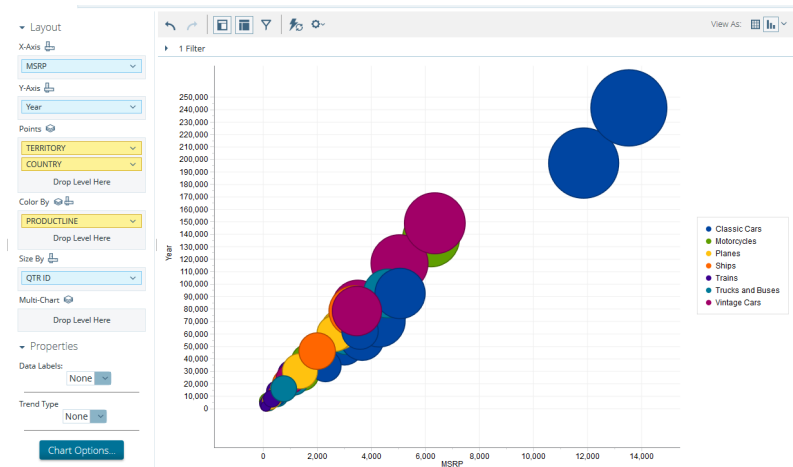 Layout
X-Axis
MSRP
Y-Axis
Year
Points
TERRITORY
COUNTRY
Drop Level Here
Color By
PRODUCTLINE
Drop Level Here
Size By
QTR ID
Multi-Chart
Drop Level Here
Properties
Data Labels:
None
Trend Type
None
Chart Options...
View As:
1 Filter
Year
250,000
240,000
230,000
220,000
210,000
200,000
190,000
180,000
170,000
160,000
150,000
140,000
130,000
120,000
110,000
100,000
90,000
80,000
70,000
60,000
50,000
40,000
30,000
20,000
10,000
0
0 2,000 4,000 6,000 8,000 10,000 12,000 14,000
MSRP
Classic Cars
Motorcycles
Planes
Ships
Trains
Trucks and Buses
Vintage Cars